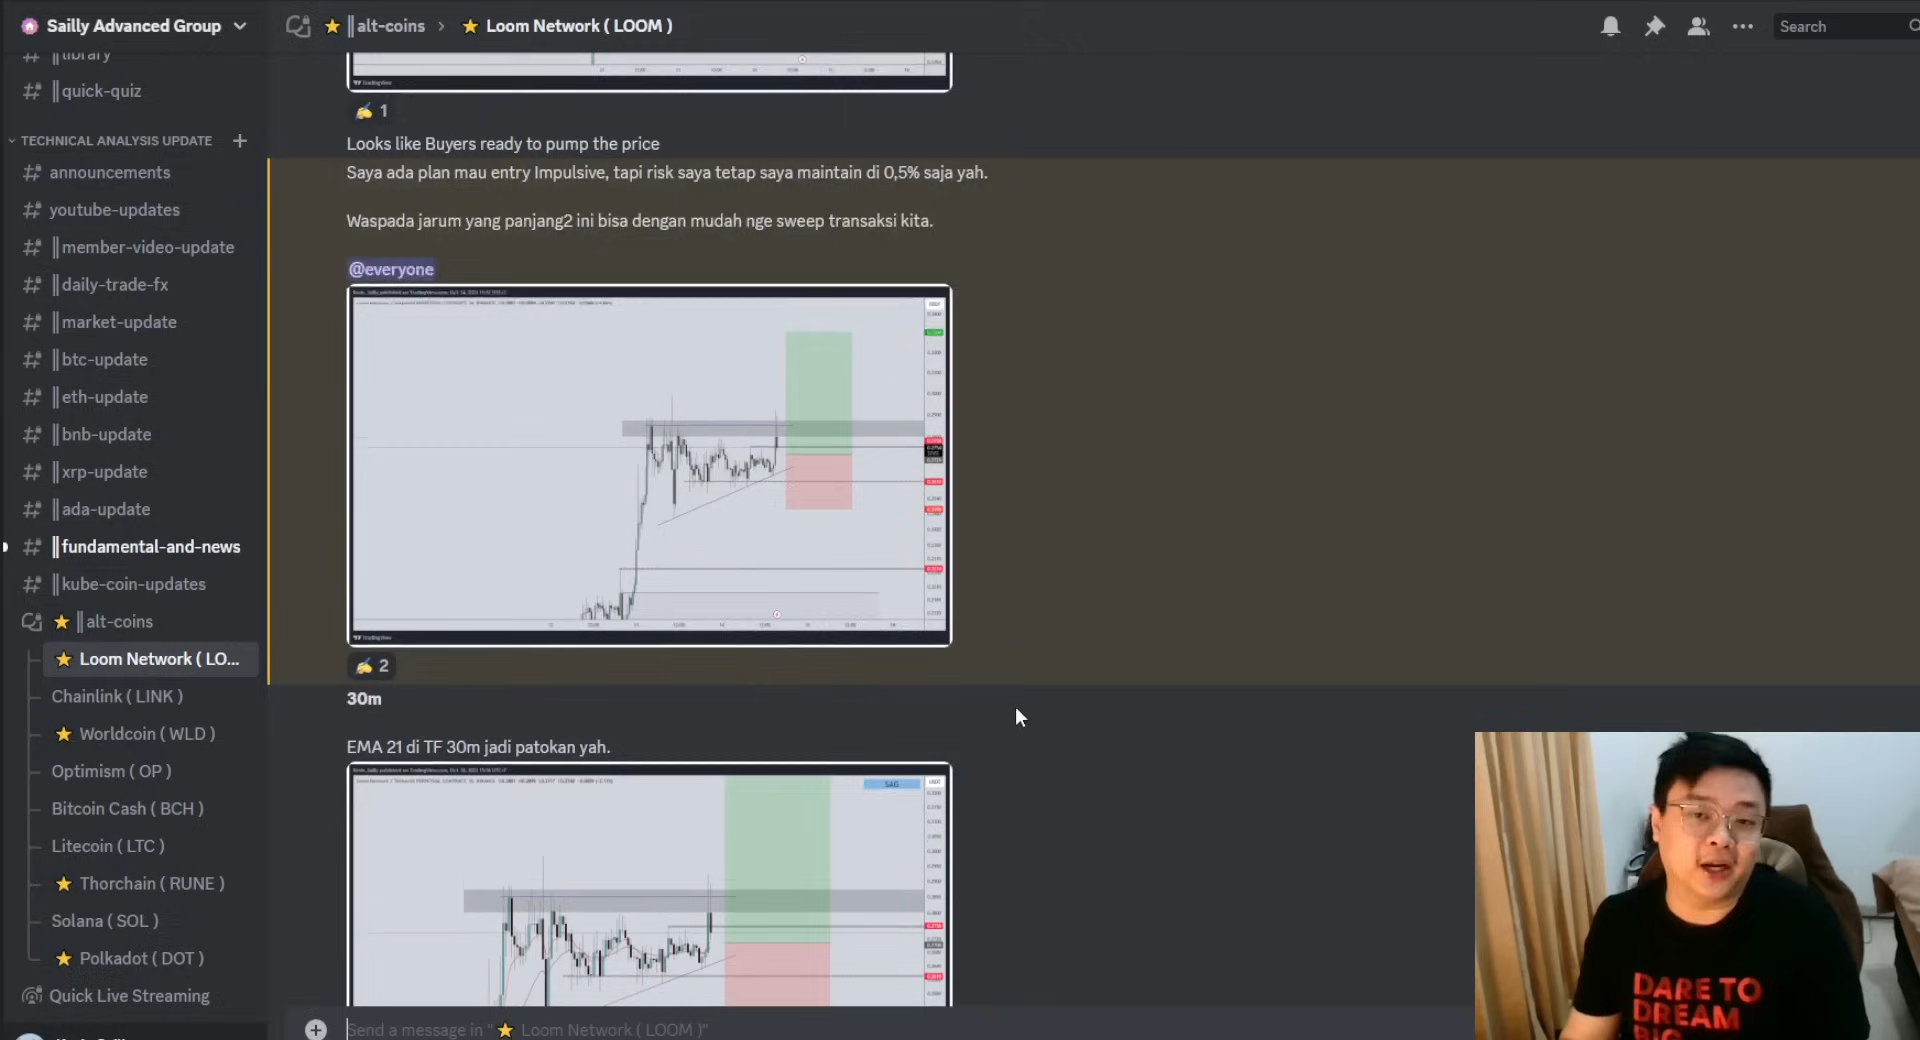 Sailly Advanced Group
║alt-coins › Loom Network ( LOOM )
Search
║library
║quick-quiz
TECHNICAL ANALYSIS UPDATE
announcements
youtube-updates
║member-video-update
║daily-trade-fx
║market-update
║btc-update
║eth-update
║bnb-update
║xrp-update
║ada-update
║fundamental-and-news
║kube-coin-updates
║alt-coins
Loom Network ( LO...
Chainlink ( LINK )
Worldcoin ( WLD )
Optimism ( OP )
Bitcoin Cash ( BCH )
Litecoin ( LTC )
Thorchain ( RUNE )
Solana ( SOL )
Polkadot ( DOT )
Quick Live Streaming
TradingView
1
Looks like Buyers ready to pump the price
Saya ada plan mau entry Impulsive, tapi risk saya tetap saya maintain di 0,5% saja yah.
Waspada jarum yang panjang2 ini bisa dengan mudah nge sweep transaksi kita.
@everyone
TradingView
2
30m
EMA 21 di TF 30m jadi patokan yah.
SAG
Send a message in " Loom Network ( LOOM )"
DARE TO
DREAM
BIG